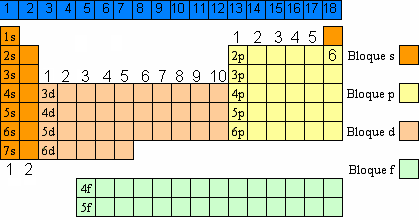 1 2 3 4 5 6 7 8 9 10 11 12 13 14 15 16 17 18
1s 1 2 3 4 5
2s 2p 6 Bloque s
3s 1 2 3 4 5 6 7 8 9 10 3p
4s 3d 4p Bloque p
5s 4d 5p
6s 5d 6p Bloque d
7s 6d
1 2 Bloque f
4f
5f